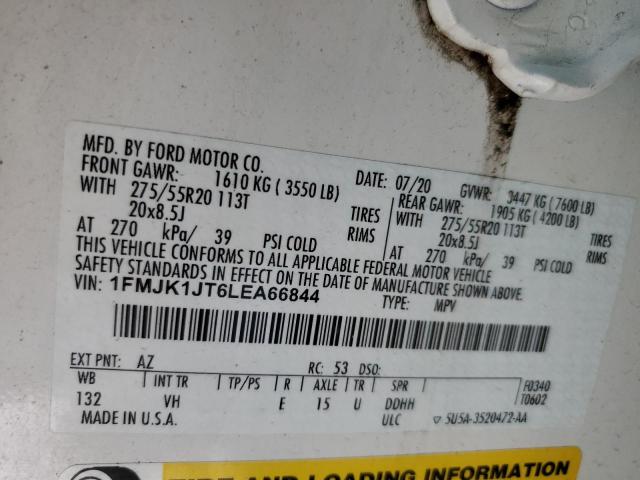 MFD. BY FORD MOTOR CO.
DATE: 07/20 GVWR: 3447 KG ( 7600 LB)
FRONT GAWR: 1610 KG ( 3550 LB) REAR GAWR: 1905 KG ( 4200 LB)
WITH 275/55R20 113T TIRES WITH 275/55R20 113T TIRES
20x8.5J RIMS 20x8.5J RIMS
AT 270 kPa/ 39 PSI COLD AT 270 kPa/ 39 PSI COLD
THIS VEHICLE CONFORMS TO ALL APPLICABLE FEDERAL MOTOR VEHICLE
SAFETY STANDARDS IN EFFECT ON THE DATE OF MANUFACTURE SHOWN ABOVE.
VIN: 1FMJK1JT6LEA66844 TYPE: MPV
EXT PNT: AZ RC: 53 DSO: F0340
WB INT TR TP/PS R AXLE TR SPR T0602
132 VH E 15 U DDHH
MADE IN U.S.A. ULC ▽ 5U5A-3520472-AA
TIRE AND LOADING INFORMATION